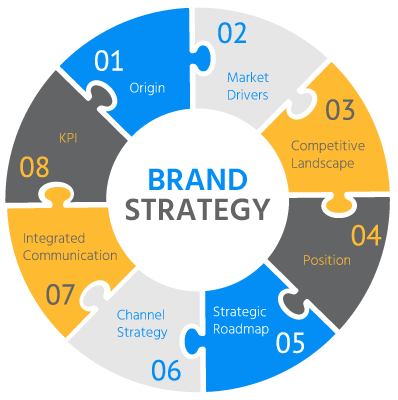 01
Origin
02
Market
Drivers
03
Competitive
Landscape
04
Position
05
Strategic
Roadmap
06
Channel
Strategy
07
Integrated
Communication
08
KPI
BRAND
STRATEGY